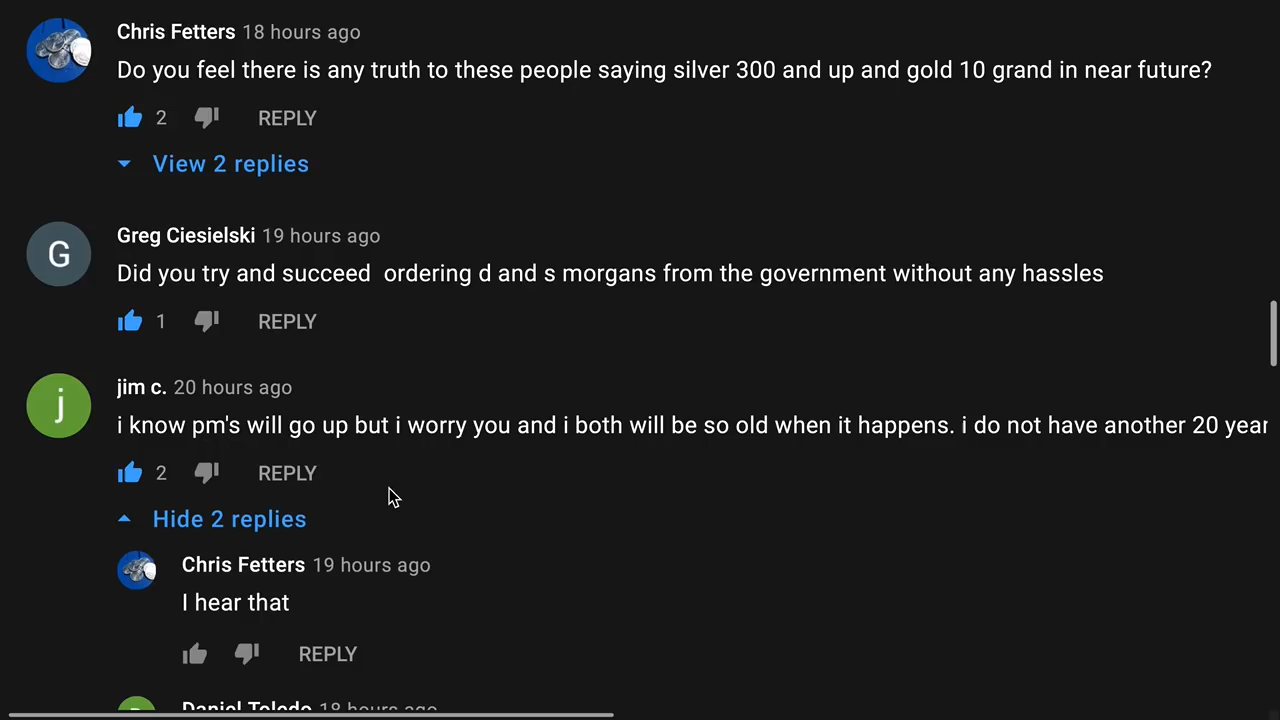 Chris Fetters 18 hours ago
Do you feel there is any truth to these people saying silver 300 and up and gold 10 grand in near future?
2 REPLY
View 2 replies
G
Greg Ciesielski 19 hours ago
Did you try and succeed  ordering d and s morgans from the government without any hassles
1 REPLY
j
jim c. 20 hours ago
i know pm's will go up but i worry you and i both will be so old when it happens. i do not have another 20 year
2 REPLY
Hide 2 replies
Chris Fetters 19 hours ago
I hear that
REPLY
Daniel Toledo 18 hours ago